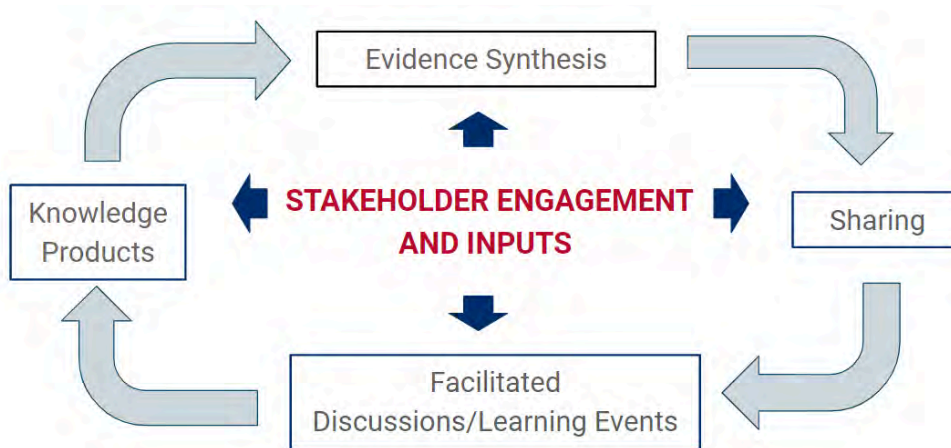 Evidence Synthesis
Knowledge
Products
STAKEHOLDER ENGAGEMENT
AND INPUTS
Sharing
Facilitated
Discussions/Learning Events